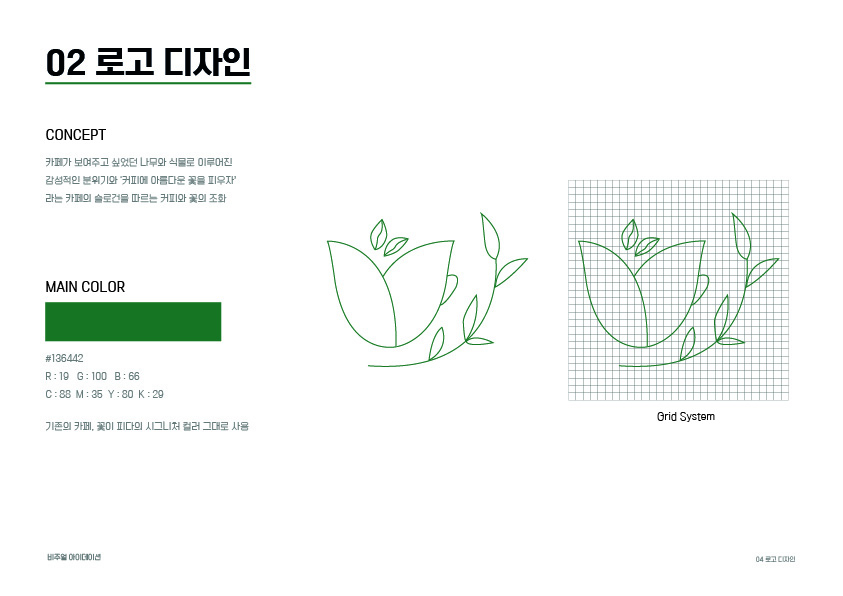 02 로고 디자인
CONCEPT
카페가 보여주고 싶었던 나무와 식물로 이루어진
감성적인 분위기와 '커피에 아름다운 꽃을 피우자'
라는 카페의 슬로건을 따르는 커피와 꽃의 조화
MAIN COLOR
#136442
R : 19 G : 100 B : 66
C : 88 M : 35 Y : 80 K : 29
기존의 카페, 꽃이 피다의 시그니처 컬러 그대로 사용
Grid System
비주얼 아이데이션
04 로고 디자인